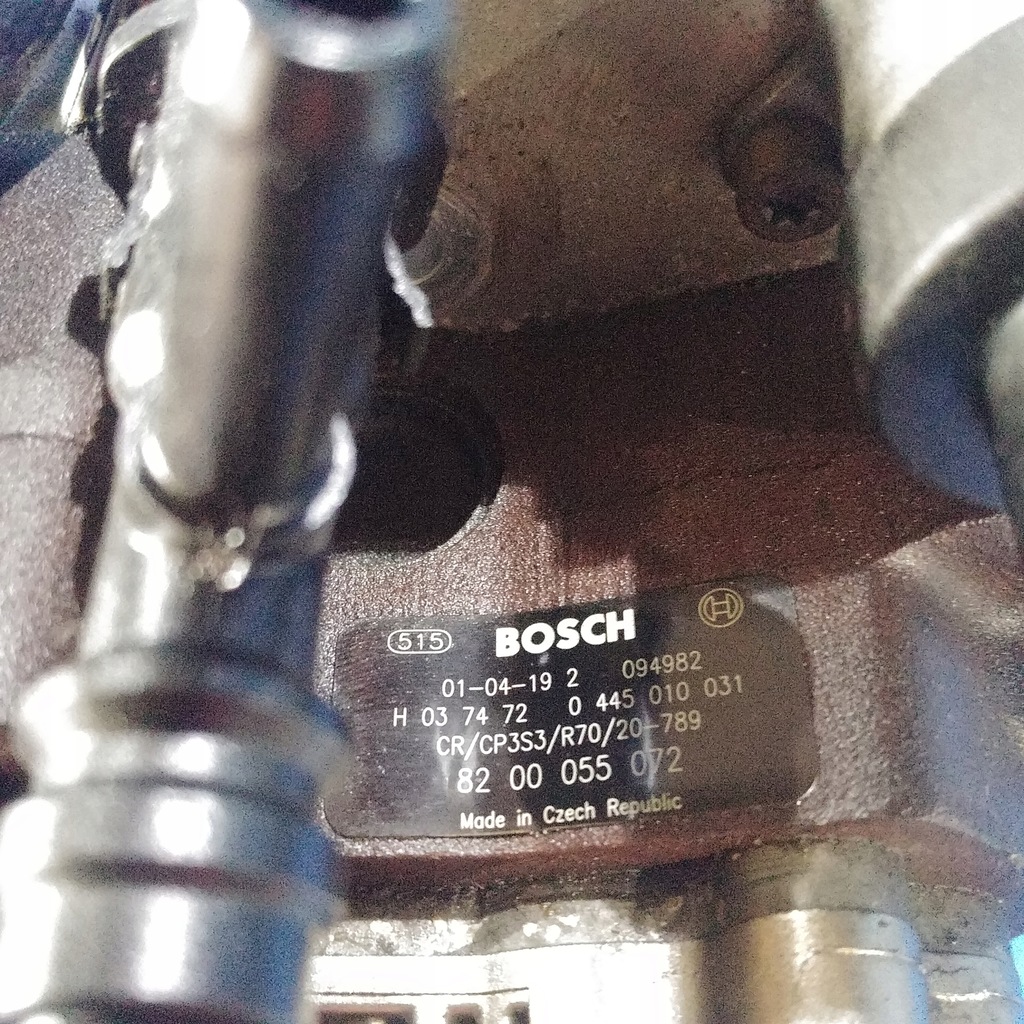 515 BOSCH
01-04-19 2 094982
H 03 74 72 0 445 010 031
CR/CP3S3/R70/20-789
82 00 055 072
Made in Czech Republic